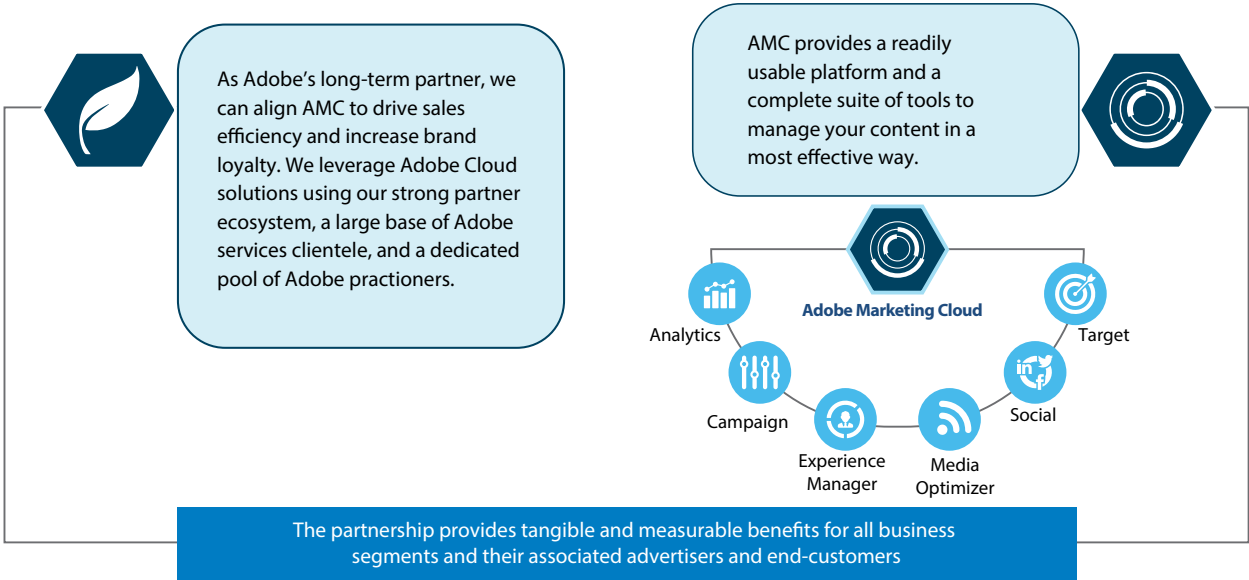 As Adobe’s long-term partner, we
can align AMC to drive sales
efficiency and increase brand
loyalty. We leverage Adobe Cloud
solutions using our strong partner
ecosystem, a large base of Adobe
services clientele, and a dedicated
pool of Adobe practioners.
AMC provides a readily
usable platform and a
complete suite of tools to
manage your content in a
most effective way.
Adobe Marketing Cloud
Analytics
Campaign
Experience
Manager
Media
Optimizer
in
f
Social
Target
The partnership provides tangible and measurable benefits for all business
segments and their associated advertisers and end-customers